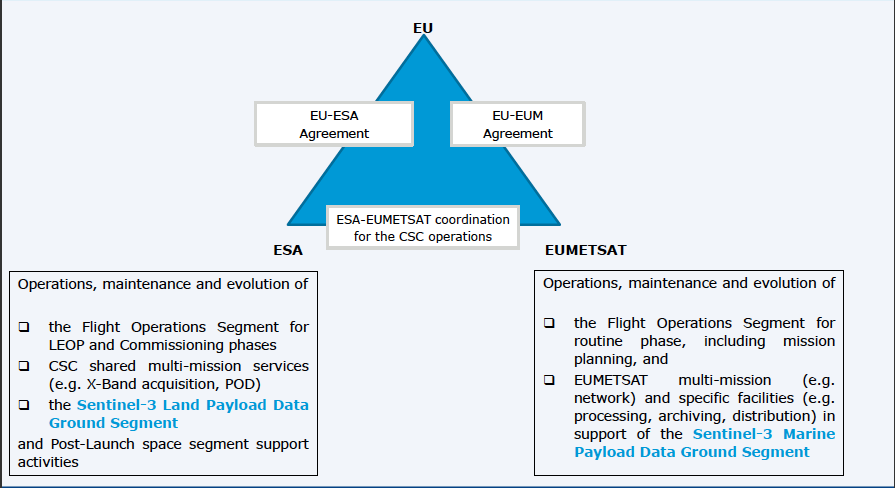 EU
EU-ESA
Agreement
EU-EUM
Agreement
ESA-EUMETSAT coordination
for the CSC operations
ESA
EUMETSAT
Operations, maintenance and evolution of
❑ the Flight Operations Segment for
LEOP and Commissioning phases
❑ CSC shared multi-mission services
(e.g. X-Band acquisition, POD)
❑ the Sentinel-3 Land Payload Data
Ground Segment
and Post-Launch space segment support
activities
Operations, maintenance and evolution of
❑ the Flight Operations Segment for
routine phase, including mission
planning, and
❑ EUMETSAT multi-mission (e.g.
network) and specific facilities (e.g.
processing, archiving, distribution) in
support of the Sentinel-3 Marine
Payload Data Ground Segment